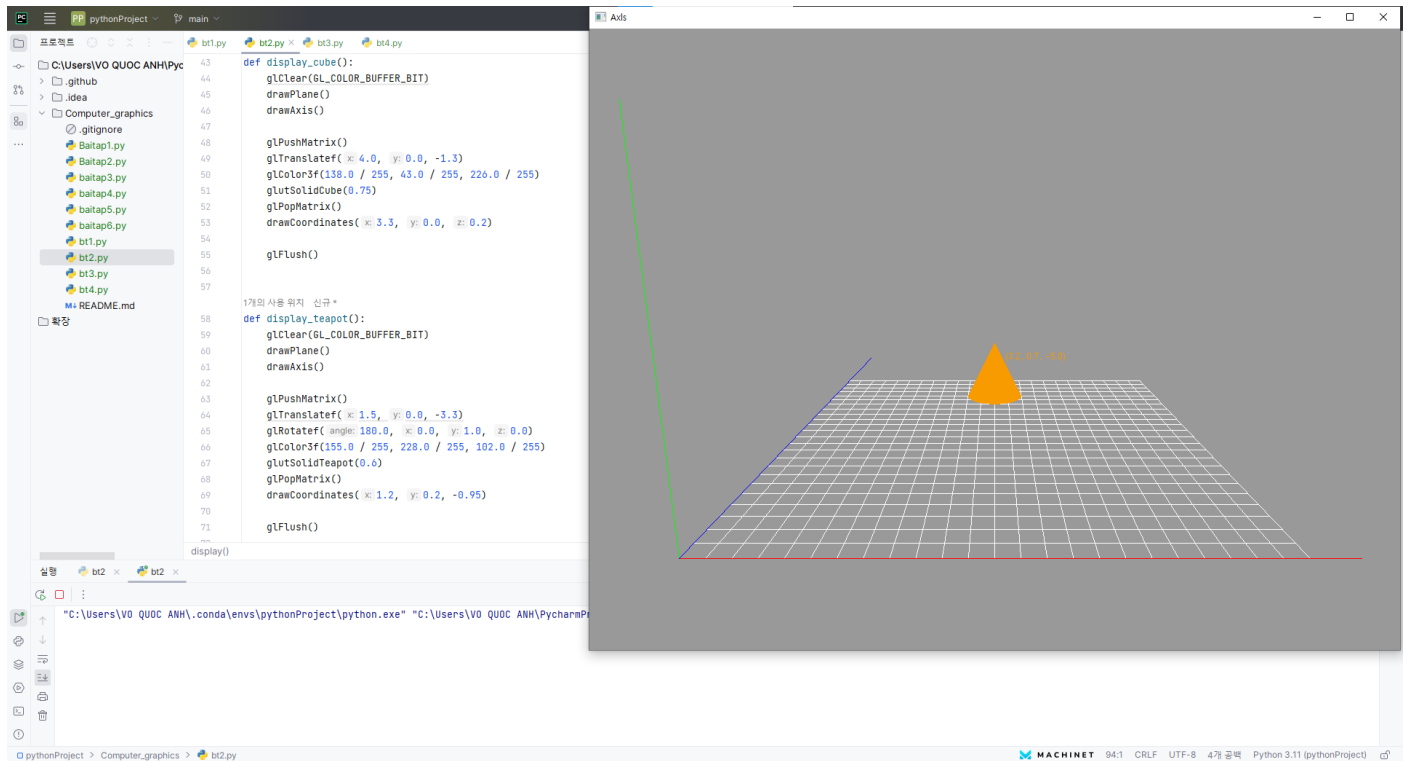 PC PP pythonProject main
프로젝트
C:\Users\VO QUOC ANH\Pyc
.github
.idea
Computer_graphics
.gitignore
Baitap1.py
Baitap2.py
baitap3.py
baitap4.py
baitap5.py
baitap6.py
bt1.py
bt2.py
bt3.py
bt4.py
M↓ README.md
확장
bt1.py bt2.py bt3.py bt4.py
43 def display_cube():
44 glClear(GL_COLOR_BUFFER_BIT)
45 drawPlane()
46 drawAxis()
47
48 glPushMatrix()
49 glTranslatef( x: 4.0, y: 0.0, -1.3)
50 glColor3f(138.0 / 255, 43.0 / 255, 226.0 / 255)
51 glutSolidCube(0.75)
52 glPopMatrix()
53 drawCoordinates( x: 3.3, y: 0.0, z: 0.2)
54
55 glFlush()
56
57
1개의 사용 위치 신규 *
58 def display_teapot():
59 glClear(GL_COLOR_BUFFER_BIT)
60 drawPlane()
61 drawAxis()
62
63 glPushMatrix()
64 glTranslatef( x: 1.5, y: 0.0, -3.3)
65 glRotatef( angle: 180.0, x: 0.0, y: 1.0, z: 0.0)
66 glColor3f(155.0 / 255, 228.0 / 255, 102.0 / 255)
67 glutSolidTeapot(0.6)
68 glPopMatrix()
69 drawCoordinates( x: 1.2, y: 0.2, -0.95)
70
71 glFlush()
display()
Axls
실행 bt2 bt2
"C:\Users\VO QUOC ANH\.conda\envs\pythonProject\python.exe" "C:\Users\VO QUOC ANH\PycharmPr
pythonProject > Computer_graphics > bt2.py
MACHINET 94:1 CRLF UTF-8 4개 공백 Python 3.11 (pythonProject)